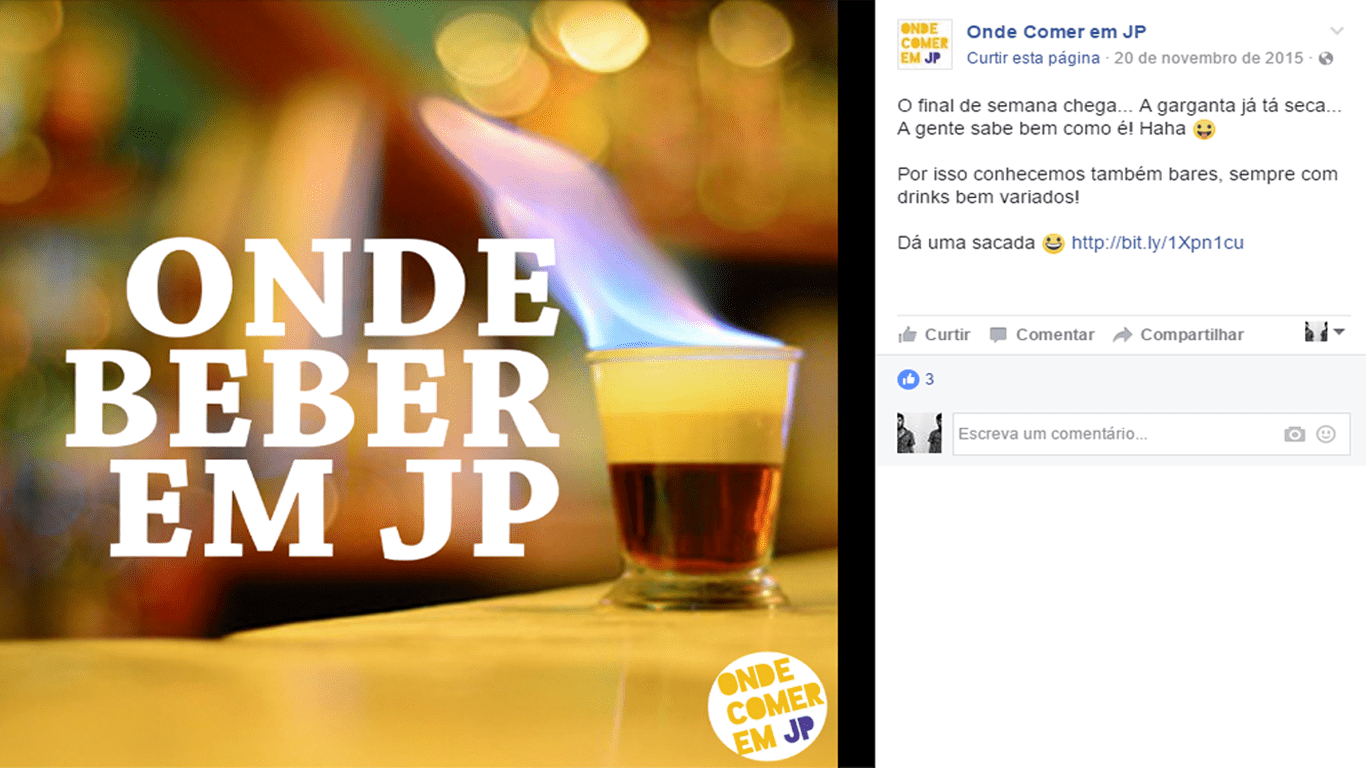 ONDE
BEBER
EM JP
ONDE
COMER
EM JP
ONDE
COMER
EM JP
Onde Comer em JP
Curtir esta página · 20 de novembro de 2015 ·
O final de semana chega... A garganta já tá seca...
A gente sabe bem como é! Haha 😀
Por isso conhecemos também bares, sempre com
drinks bem variados!
Dá uma sacada 😀 http://bit.ly/1Xpn1cu
Curtir Comentar Compartilhar
3
Escreva um comentário...